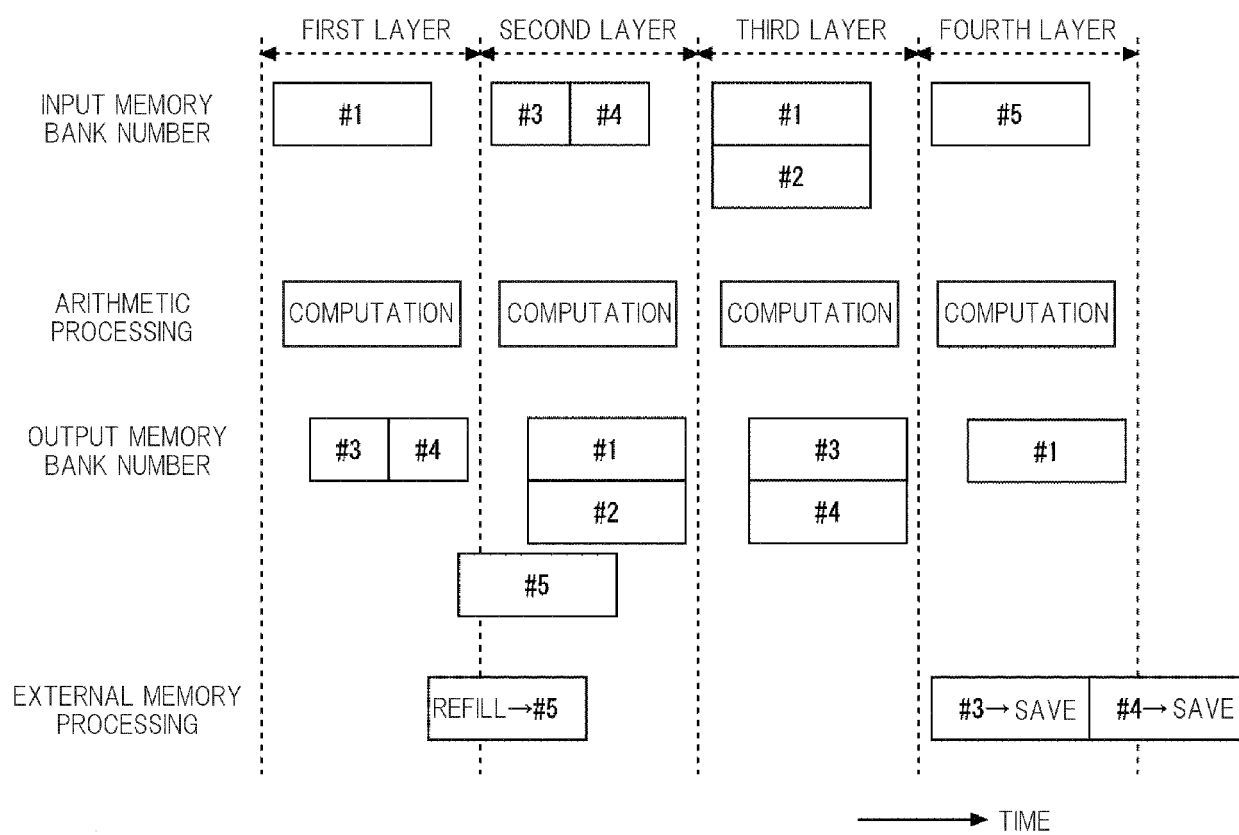 FIRST LAYER SECOND LAYER THIRD LAYER FOURTH LAYER
INPUT MEMORY
BANK NUMBER
#1 #3 #4 #1 #5
#2
ARITHMETIC
PROCESSING
COMPUTATION COMPUTATION COMPUTATION COMPUTATION
OUTPUT MEMORY
BANK NUMBER
#3 #4 #1 #3 #1
#2 #4
#5
EXTERNAL MEMORY
PROCESSING
REFILL→#5 #3→SAVE #4→SAVE
TIME